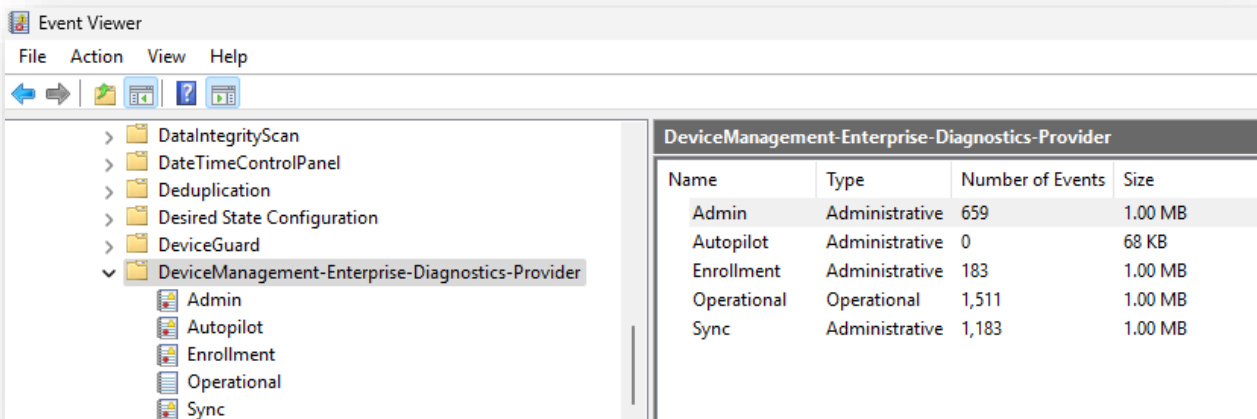 Event Viewer
File Action View Help
DataIntegrityScan
DateTimeControlPanel
Deduplication
Desired State Configuration
DeviceGuard
DeviceManagement-Enterprise-Diagnostics-Provider
Admin
Autopilot
Enrollment
Operational
Sync
DeviceManagement-Enterprise-Diagnostics-Provider
Name Type Number of Events Size
Admin Administrative 659 1.00 MB
Autopilot Administrative 0 68 KB
Enrollment Administrative 183 1.00 MB
Operational Operational 1,511 1.00 MB
Sync Administrative 1,183 1.00 MB